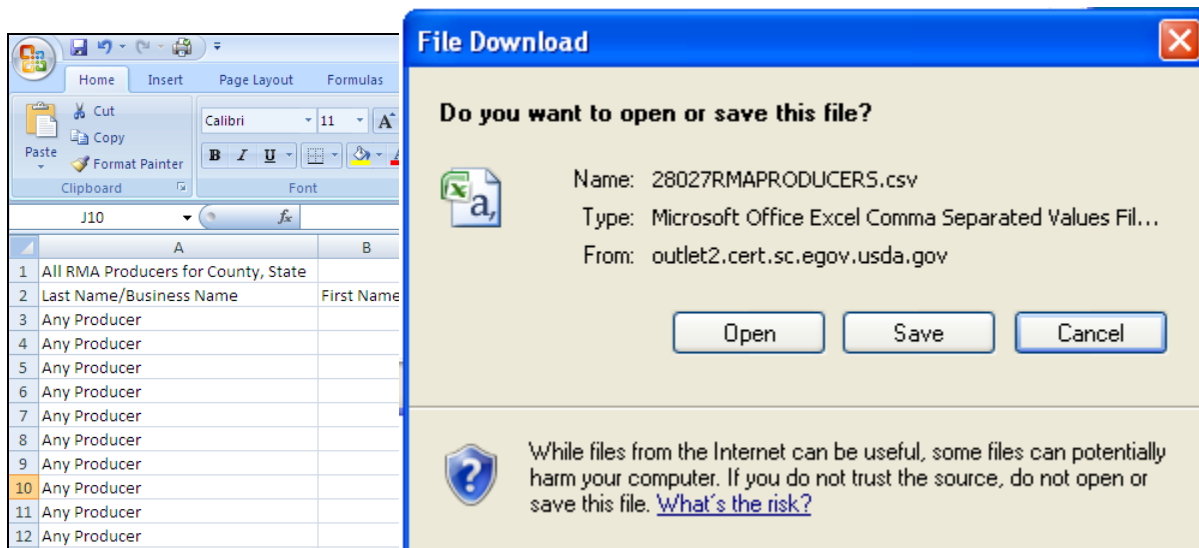 Home Insert Page Layout Formulas
Cut
Copy
Format Painter
Paste
Clipboard
Calibri 11 A
B I U A
Font
J10 fx
A B
1 All RMA Producers for County, State
2 Last Name/Business Name First Name
3 Any Producer
4 Any Producer
5 Any Producer
6 Any Producer
7 Any Producer
8 Any Producer
9 Any Producer
10 Any Producer
11 Any Producer
12 Any Producer
File Download
Do you want to open or save this file?
a,
Name: 28027RMAPRODUCERS.csv
Type: Microsoft Office Excel Comma Separated Values Fil...
From: outlet2.cert.sc.egov.usda.gov
Open Save Cancel
While files from the Internet can be useful, some files can potentially
harm your computer. If you do not trust the source, do not open or
save this file. What's the risk?